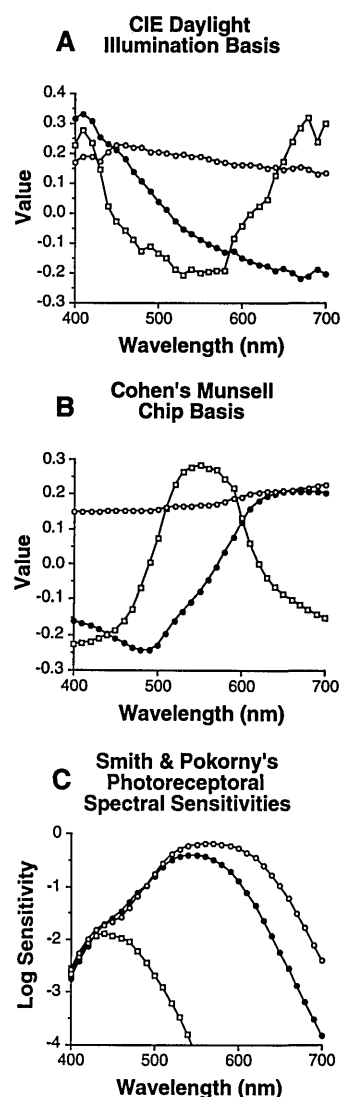 A
CIE Daylight
Illumination Basis
0.4
0.3
0.2
0.1
0.0
-0.1
-0.2
-0.3
Value
400 500 600 700
Wavelength (nm)
B
Cohen's Munsell
Chip Basis
0.3
0.2
0.1
0.0
-0.1
-0.2
-0.3
Value
400 500 600 700
Wavelength (nm)
C
Smith & Pokorny's
Photoreceptoral
Spectral Sensitivities
0
-1
-2
-3
-4
Log Sensitivity
400 500 600 700
Wavelength (nm)